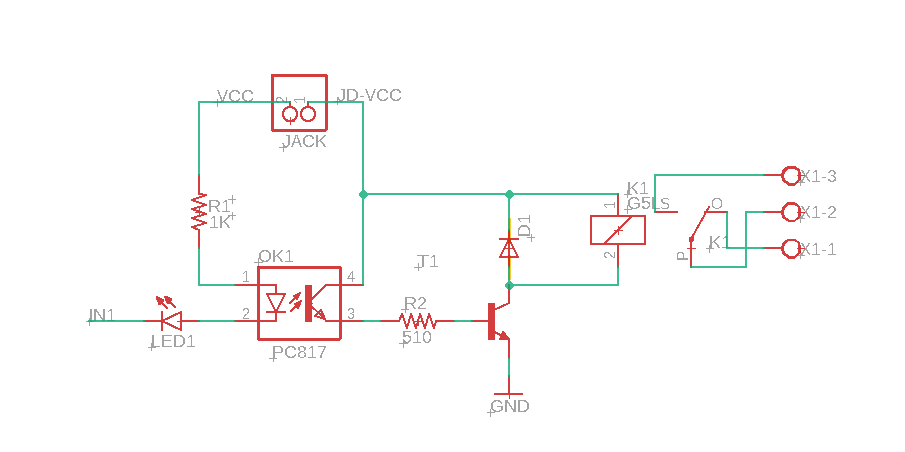 VCC
2
1
JD-VCC
JACK
R1
1K
K1
G5LS
1
2
O
P
K1
X1-3
X1-2
X1-1
D1
T1
OK1
1
4
2
3
PC817
R2
510
IN1
LED1
GND